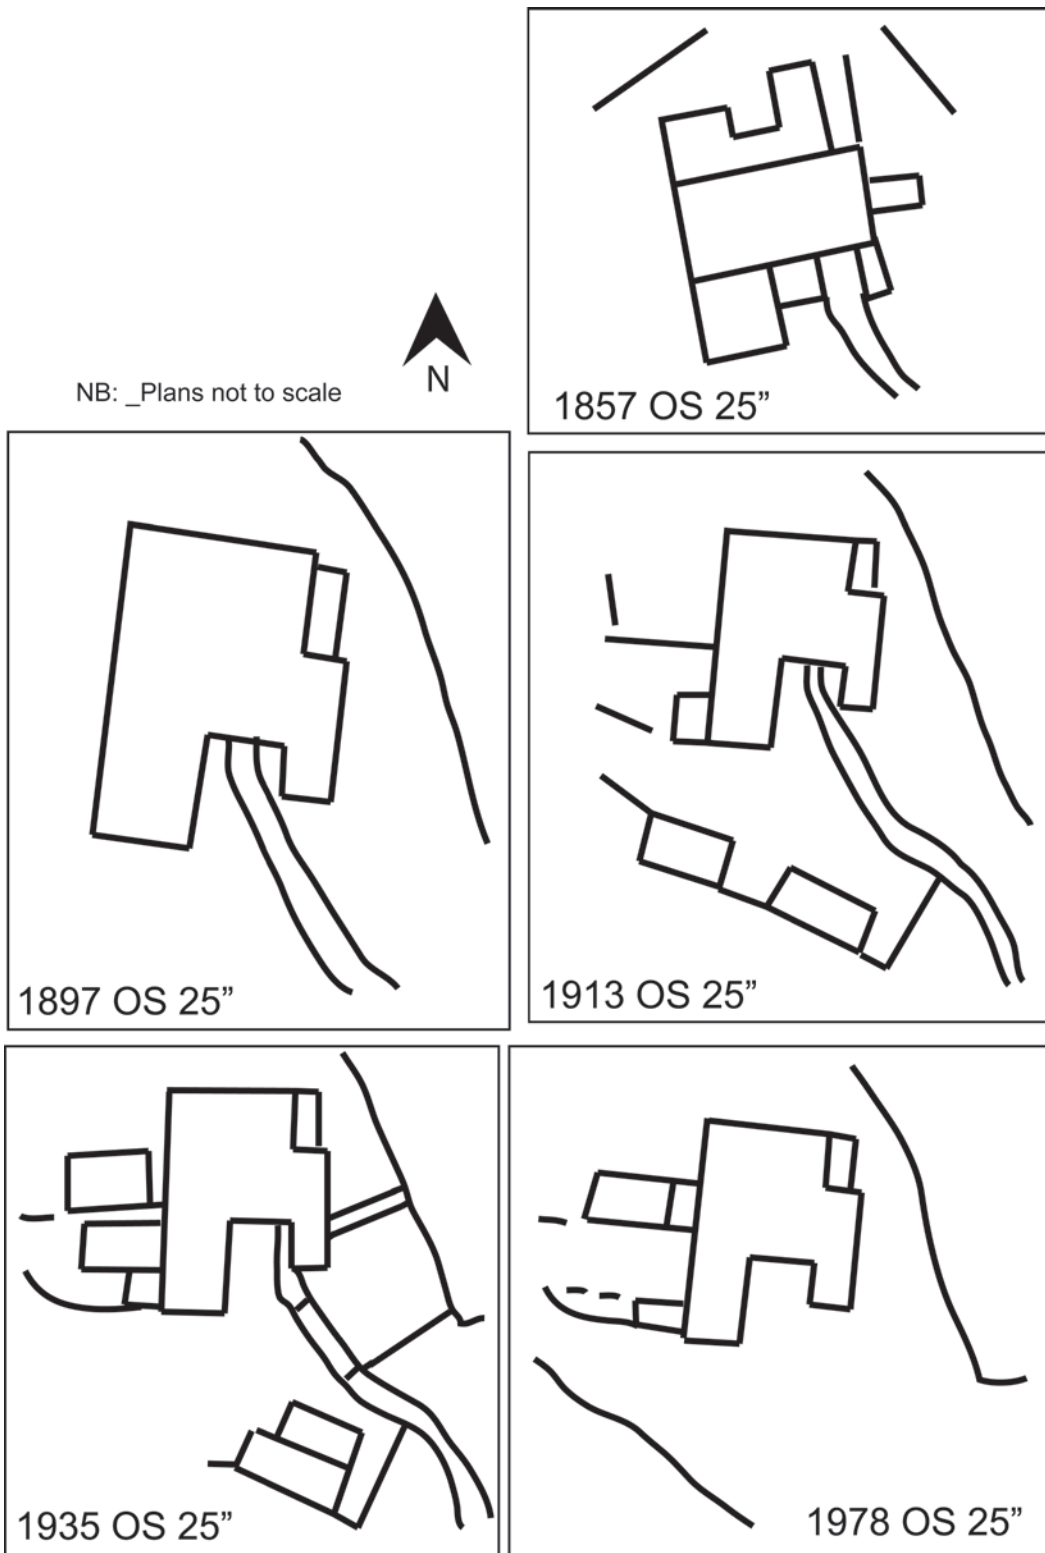 1857 OS 25”
N
NB: _Plans not to scale
1897 OS 25”
1913 OS 25”
1935 OS 25”
1978 OS 25”